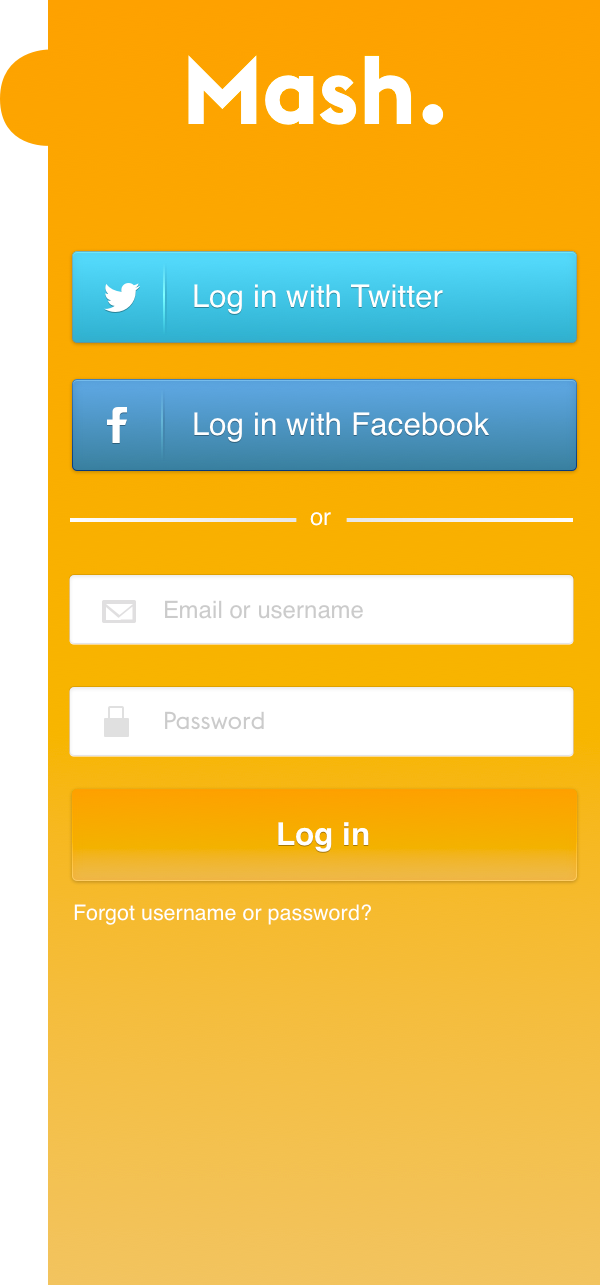 Mash.
Log in with Twitter
Log in with Facebook
or
Email or username
Password
Log in
Forgot username or password?